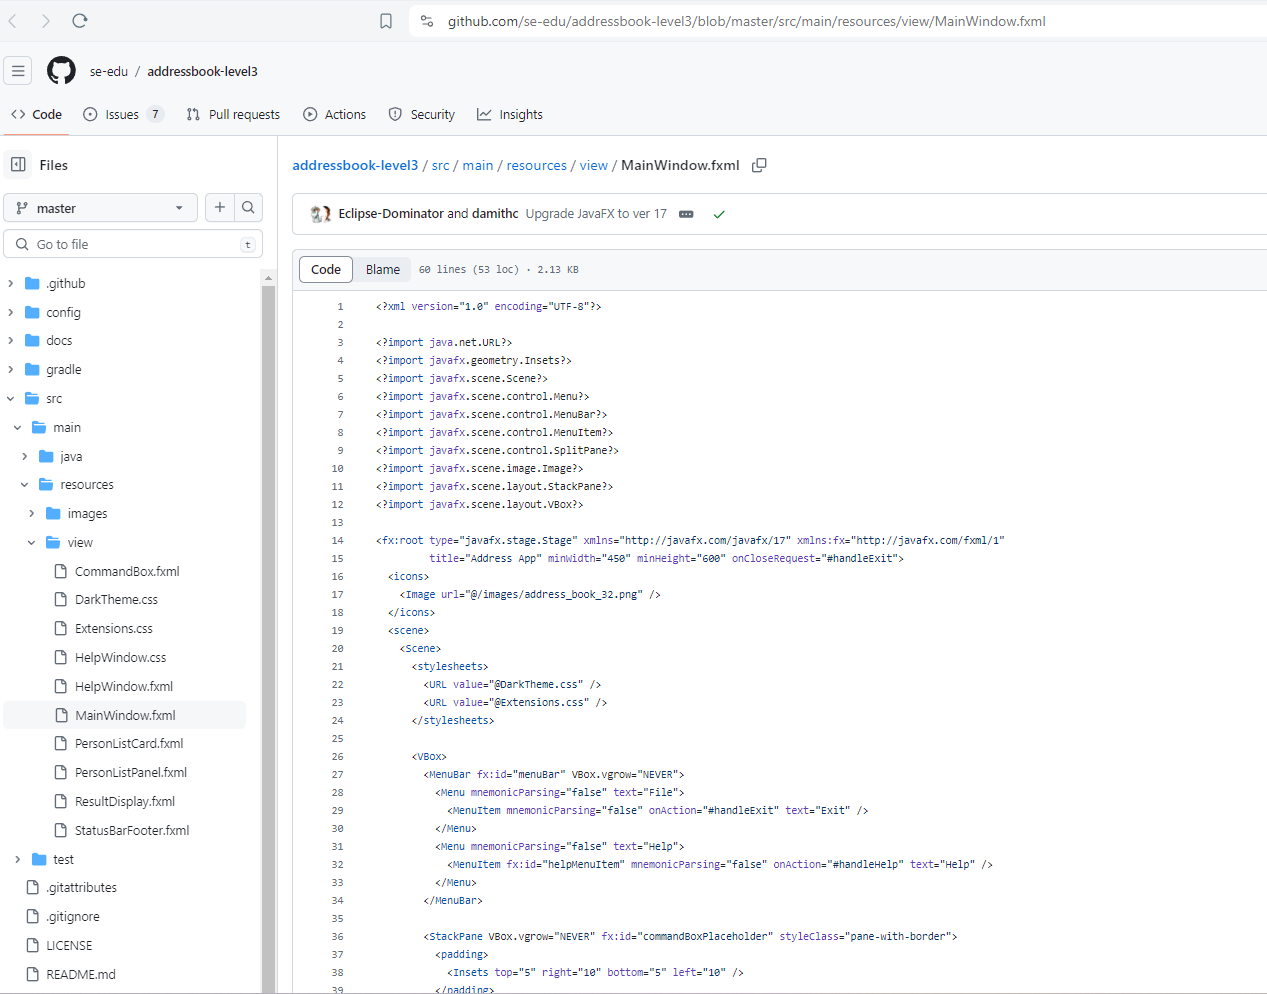 github.com/se-edu/addressbook-level3/blob/master/src/main/resources/view/MainWindow.fxml
se-edu / addressbook-level3
Code Issues 7 Pull requests Actions Security Insights
Files
master
Go to file t
.github
config
docs
gradle
src
main
java
resources
images
view
CommandBox.fxml
DarkTheme.css
Extensions.css
HelpWindow.css
HelpWindow.fxml
MainWindow.fxml
PersonListCard.fxml
PersonListPanel.fxml
ResultDisplay.fxml
StatusBarFooter.fxml
test
.gitattributes
.gitignore
LICENSE
README.md
addressbook-level3 / src / main / resources / view / MainWindow.fxml
Eclipse-Dominator and damithc Upgrade JavaFX to ver 17
Code Blame 60 lines (53 loc) · 2.13 KB
1 <?xml version="1.0" encoding="UTF-8"?>
2
3 <?import java.net.URL?>
4 <?import javafx.geometry.Insets?>
5 <?import javafx.scene.Scene?>
6 <?import javafx.scene.control.Menu?>
7 <?import javafx.scene.control.MenuBar?>
8 <?import javafx.scene.control.MenuItem?>
9 <?import javafx.scene.control.SplitPane?>
10 <?import javafx.scene.image.Image?>
11 <?import javafx.scene.layout.StackPane?>
12 <?import javafx.scene.layout.VBox?>
13
14 <fx:root type="javafx.stage.Stage" xmlns="http://javafx.com/javafx/17" xmlns:fx="http://javafx.com/fxml/1"
15 title="Address App" minWidth="450" minHeight="600" onCloseRequest="#handleExit">
16 <icons>
17 <Image url="@/images/address_book_32.png" />
18 </icons>
19 <scene>
20 <Scene>
21 <stylesheets>
22 <URL value="@DarkTheme.css" />
23 <URL value="@Extensions.css" />
24 </stylesheets>
25
26 <VBox>
27 <MenuBar fx:id="menuBar" VBox.vgrow="NEVER">
28 <Menu mnemonicParsing="false" text="File">
29 <MenuItem mnemonicParsing="false" onAction="#handleExit" text="Exit" />
30 </Menu>
31 <Menu mnemonicParsing="false" text="Help">
32 <MenuItem fx:id="helpMenuItem" mnemonicParsing="false" onAction="#handleHelp" text="Help" />
33 </Menu>
34 </MenuBar>
35
36 <StackPane VBox.vgrow="NEVER" fx:id="commandBoxPlaceholder" styleClass="pane-with-border">
37 <padding>
38 <Insets top="5" right="10" bottom="5" left="10" />
39 </padding>